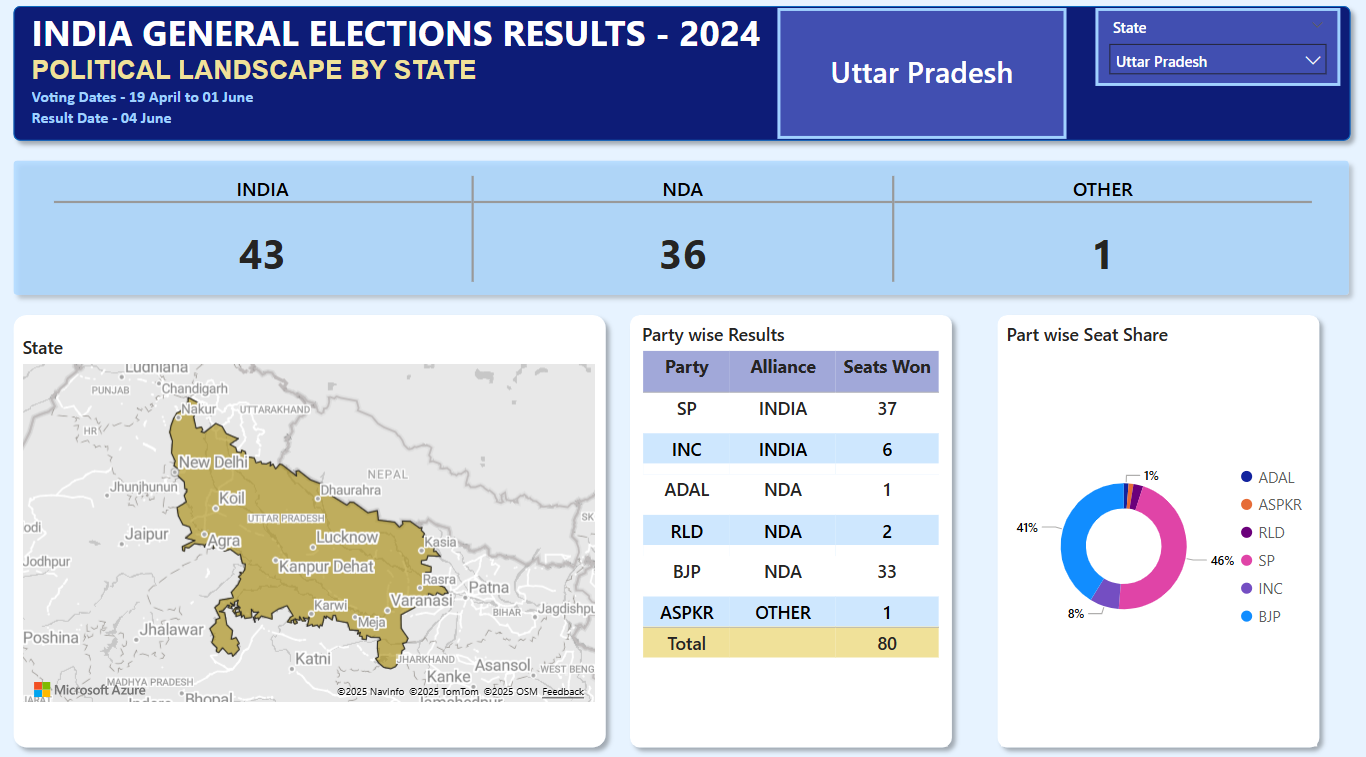 INDIA GENERAL ELECTIONS RESULTS - 2024
POLITICAL LANDSCAPE BY STATE
Voting Dates - 19 April to 01 June
Result Date - 04 June
Uttar Pradesh
State
Uttar Pradesh
INDIA NDA OTHER
43 36 1
State
Ludhiana
Chandigarh
PUNJAB
Nakur
UTTARAKHAND
HR
New Delhi
NEPAL
Jhunjhunun
Koil
Dhaurahra
UTTAR PRADESH
SK
odi
Jaipur
Agra
Lucknow
Kasia
Jodhpur
Kanpur Dehat
Rasra
Patna
Karwi
Varanasi
BIHAR
Jagdishpu
Meja
Poshina
Jhalawar
Katni
JHARKHAND
Asansol
WEST BENG
Kanke
MADHYA PRADESH
Microsoft Azure
©2025 NavInfo ©2025 TomTom ©2025 OSM Feedback
Indore
Bhopal
Jamshedpur
Party wise Results
Party Alliance Seats Won
SP INDIA 37
INC INDIA 6
ADAL NDA 1
RLD NDA 2
BJP NDA 33
ASPKR OTHER 1
Total 80
Part wise Seat Share
1%
41%
46%
8%
ADAL
ASPKR
RLD
SP
INC
BJP